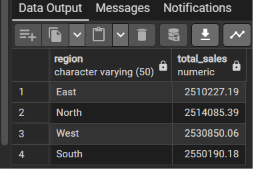 Data Output Messages Notifications
region total_sales
character varying (50) numeric
1 East 2510227.19
2 North 2514085.39
3 West 2530850.06
4 South 2550190.18